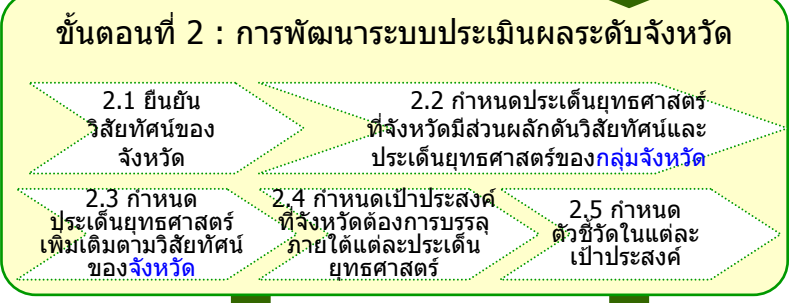 ขั้นตอนที่ 2 : การพัฒนาระบบประเมินผลระดับจังหวัด
2.1 ยืนยัน
วิสัยทัศน์ของ
จังหวัด
2.2 กำหนดประเด็นยุทธศาสตร์
ที่จังหวัดมีส่วนผลักดันวิสัยทัศน์และ
ประเด็นยุทธศาสตร์ของกลุ่มจังหวัด
2.3 กำหนด
ประเด็นยุทธศาสตร์
เพิ่มเติมตามวิสัยทัศน์
ของจังหวัด
2.4 กำหนดเป้าประสงค์
ที่จังหวัดต้องการบรรลุ
ภายใต้แต่ละประเด็น
ยุทธศาสตร์
2.5 กำหนด
ตัวชี้วัดในแต่ละ
เป้าประสงค์